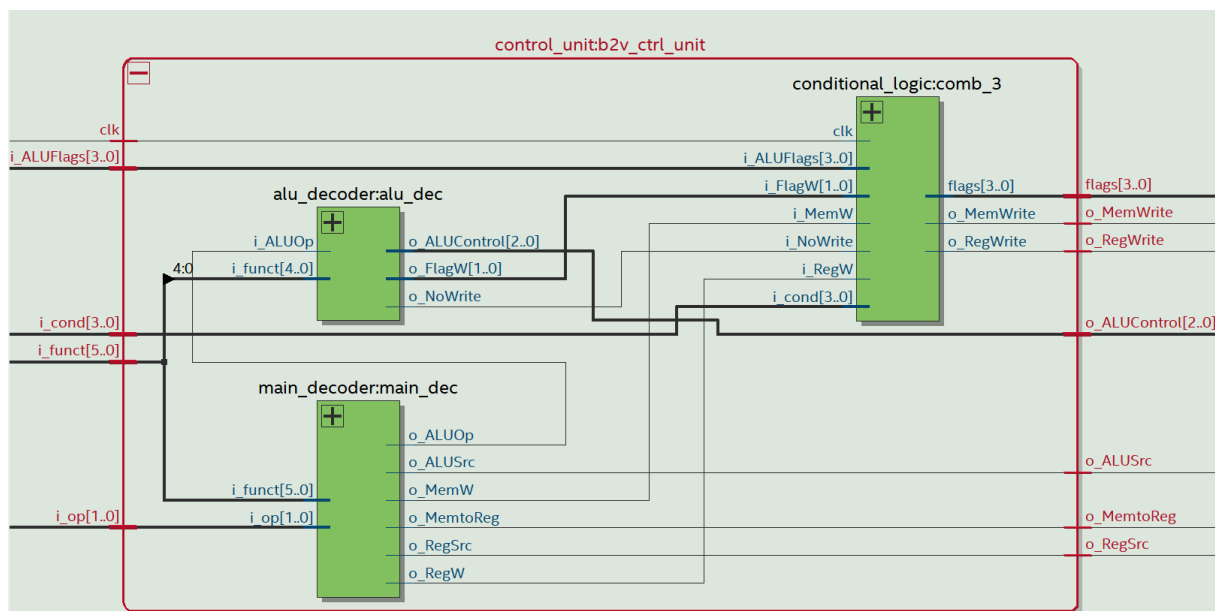 control_unit:b2v_ctrl_unit
conditional_logic:comb_3
clk
clk
i_ALUFlags[3..0]
i_ALUFlags[3..0]
i_FlagW[1..0]
flags[3..0]
flags[3..0]
alu_decoder:alu_dec
i_MemW
o_MemWrite
o_MemWrite
i_ALUOp
o_ALUControl[2..0]
i_NoWrite
o_RegWrite
o_RegWrite
4:0
i_funct[4..0]
o_FlagW[1..0]
i_RegW
o_NoWrite
i_cond[3..0]
i_cond[3..0]
o_ALUControl[2..0]
i_funct[5..0]
main_decoder:main_dec
o_ALUOp
o_ALUSrc
o_ALUSrc
i_funct[5..0]
o_MemW
i_op[1..0]
i_op[1..0]
o_MemtoReg
o_MemtoReg
o_RegSrc
o_RegSrc
o_RegW